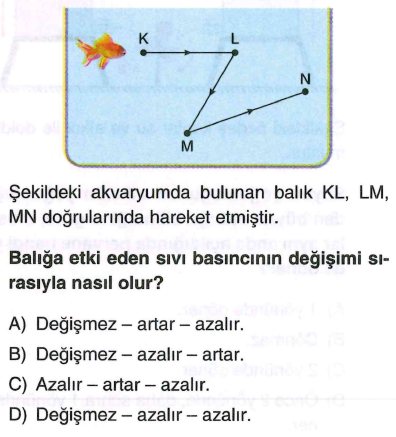 K
L
N
M
Şekildeki akvaryumda bulunan balık KL, LM,
MN doğrularında hareket etmiştir.
Balığa etki eden sıvı basıncının değişimi sı-
rasıyla nasıl olur?
A) Değişmez – artar – azalır.
B) Değişmez – azalır – artar.
C) Azalır – artar – azalır.
D) Değişmez – azalır – azalır.